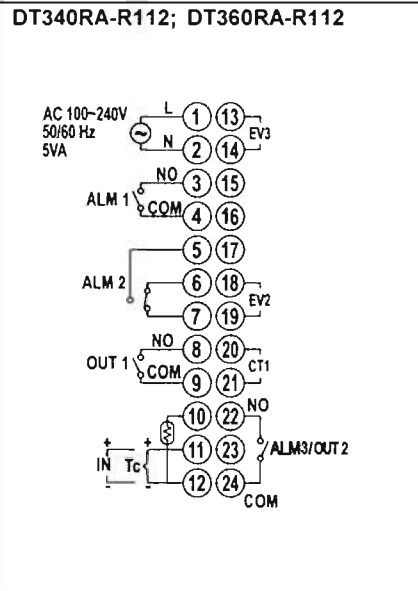 DT340RA-R112; DT360RA-R112
AC 100~240V
50/60 Hz
5VA
L
N
1
13
2
14
EV3
NO
3
15
ALM 1
COM
4
16
5
17
ALM 2
6
18
7
19
EV2
NO
8
20
OUT 1
COM
9
21
CT1
10
22
NO
+
+
IN
Tc
11
23
ALM3/OUT 2
-
-
12
24
COM